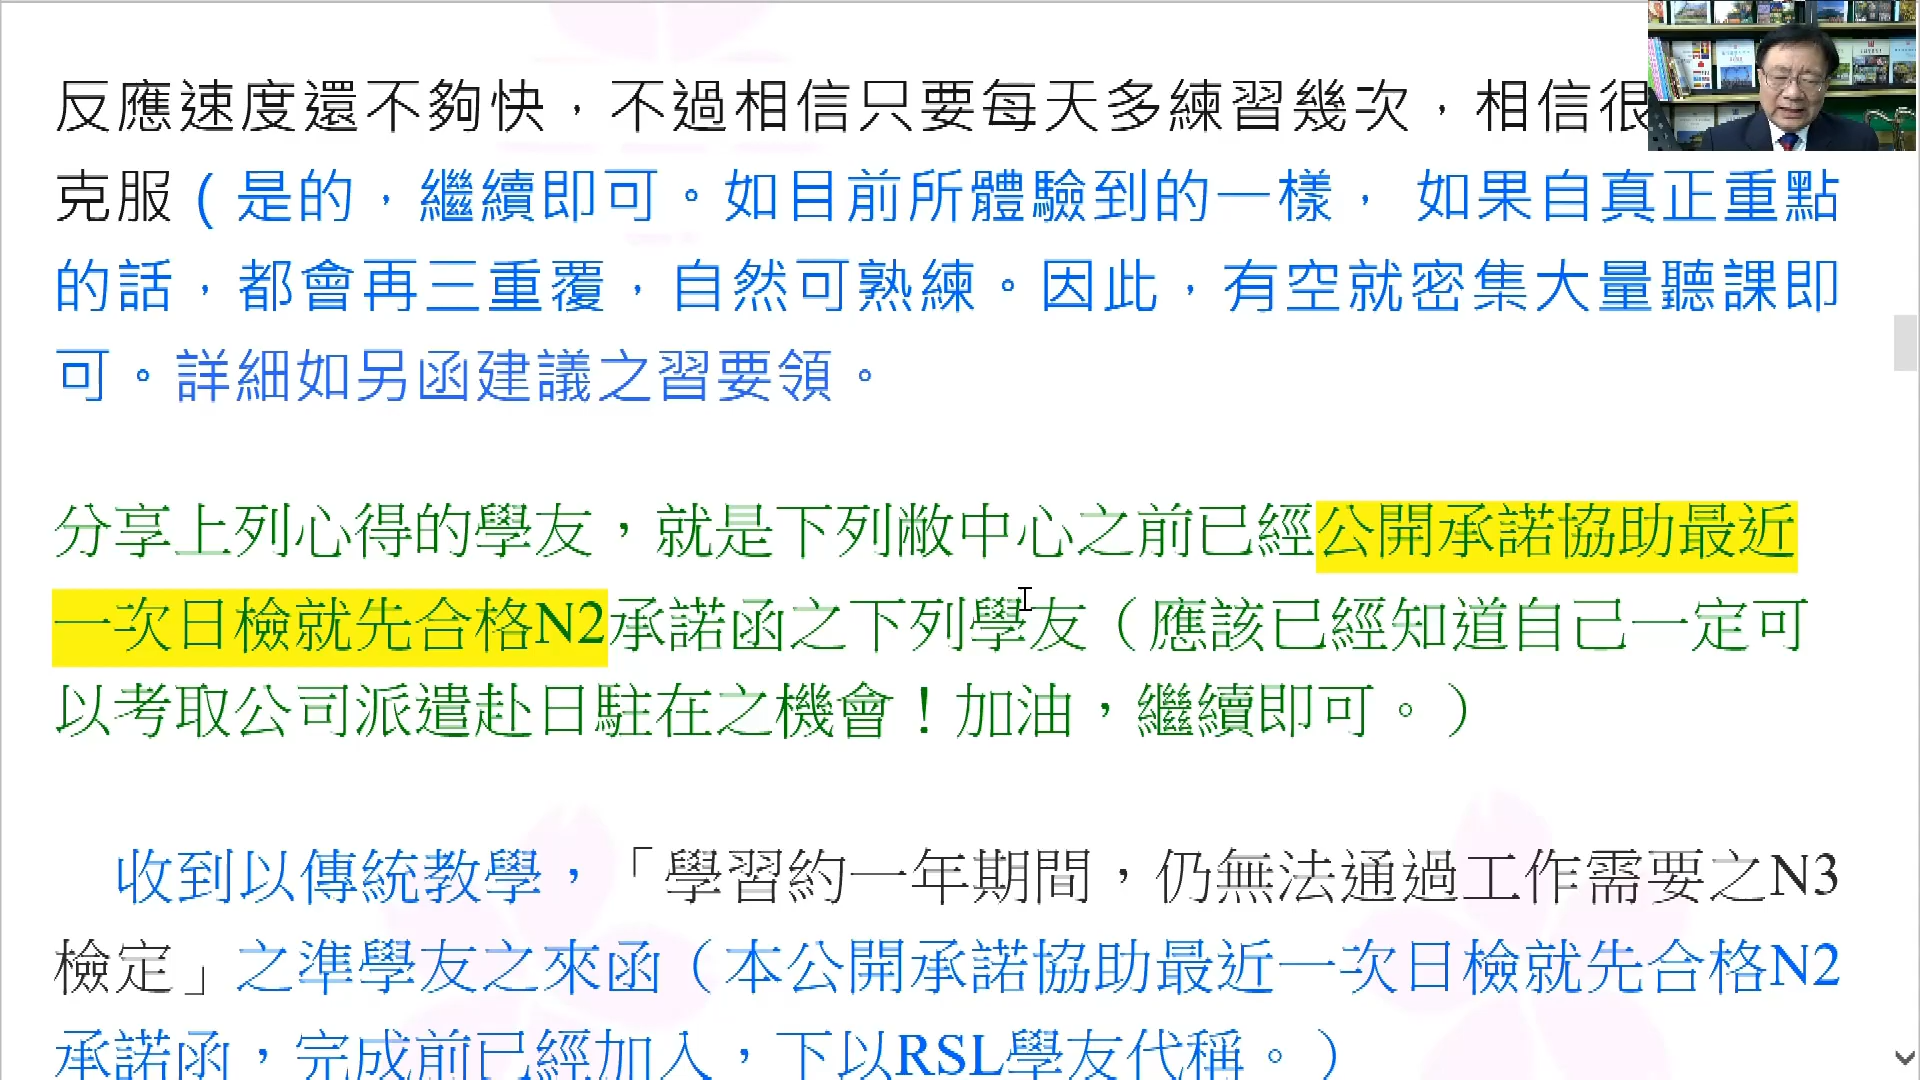 反應速度還不夠快，不過相信只要每天多練習幾次，相信很
克服（是的，繼續即可。如目前所體驗到的一樣， 如果自真正重點
的話，都會再三重覆，自然可熟練。因此，有空就密集大量聽課即
可。詳細如另函建議之習要領。
分享上列心得的學友，就是下列敝中心之前已經公開承諾協助最近
一次日檢就先合格N2承諾函之下列學友（應該已經知道自己一定可
以考取公司派遣赴日駐在之機會！加油，繼續即可。）
收到以傳統教學，「學習約一年期間，仍無法通過工作需要之N3
檢定」之準學友之來函（本公開承諾協助最近一次日檢就先合格N2
承諾函，完成前已經加入，下以RSL學友代稱。）